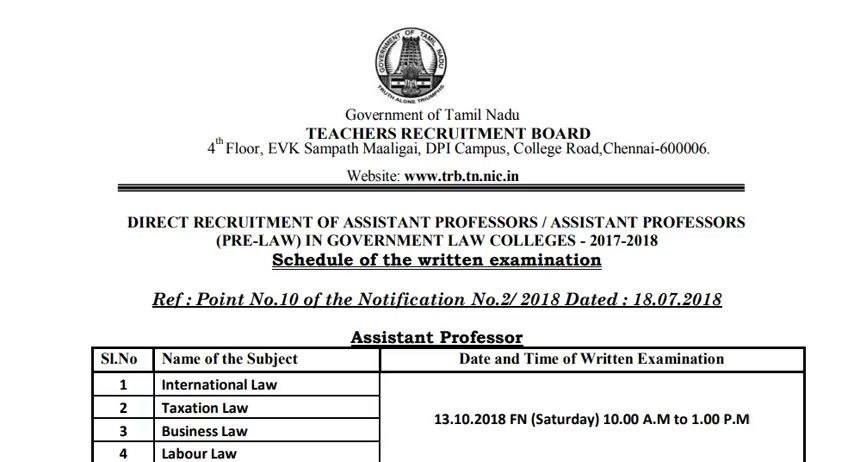 GOVERNMENT OF TAMIL NADU
TRUTH ALONE TRIUMPHS
Government of Tamil Nadu
TEACHERS RECRUITMENT BOARD
4th Floor, EVK Sampath Maaligai, DPI Campus, College Road,Chennai-600006.
Website: www.trb.tn.nic.in
DIRECT RECRUITMENT OF ASSISTANT PROFESSORS / ASSISTANT PROFESSORS
(PRE-LAW) IN GOVERNMENT LAW COLLEGES - 2017-2018
Schedule of the written examination
Ref : Point No.10 of the Notification No.2/ 2018 Dated : 18.07.2018
Assistant Professor
Sl.No Name of the Subject Date and Time of Written Examination
1 International Law
2 Taxation Law
13.10.2018 FN (Saturday) 10.00 A.M to 1.00 P.M
3 Business Law
4 Labour Law